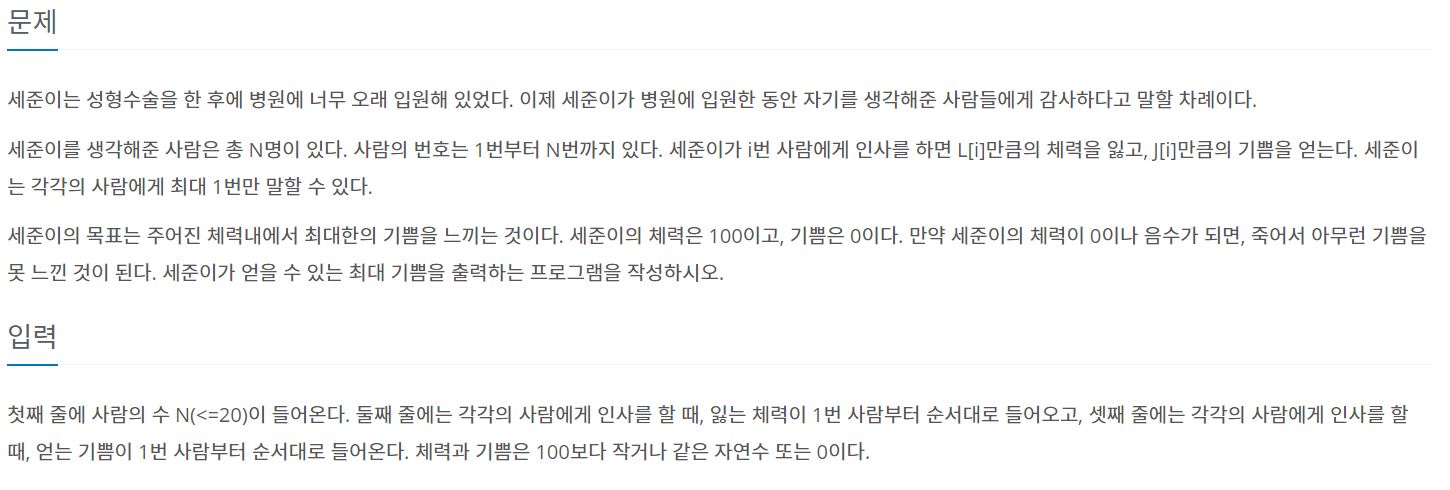 문제
세준이는 성형수술을 한 후에 병원에 너무 오래 입원해 있었다. 이제 세준이가 병원에 입원한 동안 자기를 생각해준 사람들에게 감사하다고 말할 차례이다.
세준이를 생각해준 사람은 총 N명이 있다. 사람의 번호는 1번부터 N번까지 있다. 세준이가 i번 사람에게 인사를 하면 L[i]만큼의 체력을 잃고, J[i]만큼의 기쁨을 얻는다. 세준이
는 각각의 사람에게 최대 1번만 말할 수 있다.
세준이의 목표는 주어진 체력내에서 최대한의 기쁨을 느끼는 것이다. 세준이의 체력은 100이고, 기쁨은 0이다. 만약 세준이의 체력이 0이나 음수가 되면, 죽어서 아무런 기쁨을
못 느낀 것이 된다. 세준이가 얻을 수 있는 최대 기쁨을 출력하는 프로그램을 작성하시오.
입력
첫째 줄에 사람의 수 N(<=20)이 들어온다. 둘째 줄에는 각각의 사람에게 인사를 할 때, 잃는 체력이 1번 사람부터 순서대로 들어오고, 셋째 줄에는 각각의 사람에게 인사를 할
때, 얻는 기쁨이 1번 사람부터 순서대로 들어온다. 체력과 기쁨은 100보다 작거나 같은 자연수 또는 0이다.